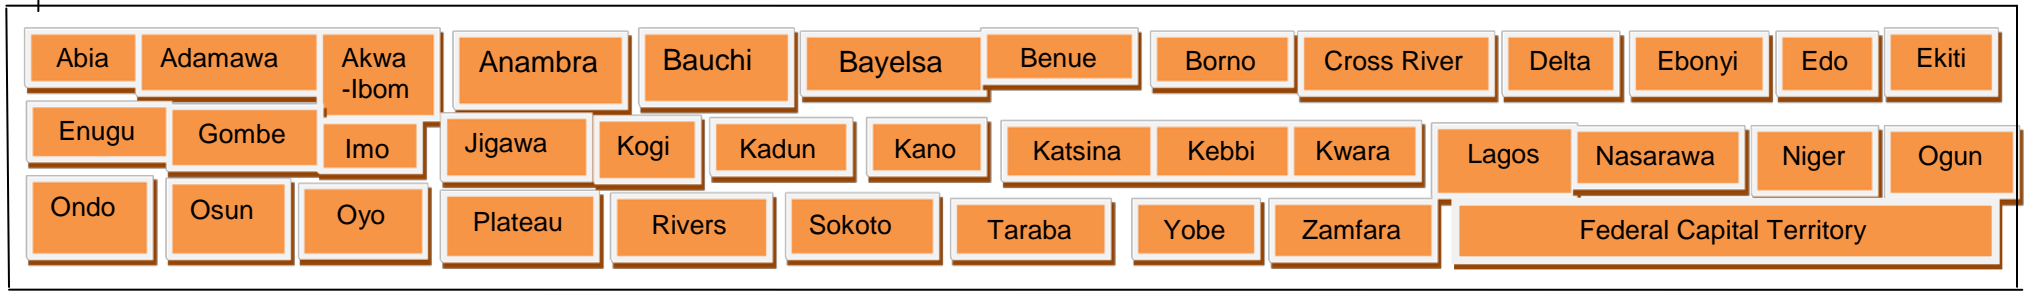 Abia Adamawa Akwa Anambra Bauchi Bayelsa Benue Borno Cross River Delta Ebonyi Edo Ekiti
-Ibom
Enugu Gombe Imo Jigawa Kogi Kadun Kano Katsina Kebbi Kwara Lagos Nasarawa Niger Ogun
Ondo Osun Oyo Plateau Rivers Sokoto Taraba Yobe Zamfara Federal Capital Territory